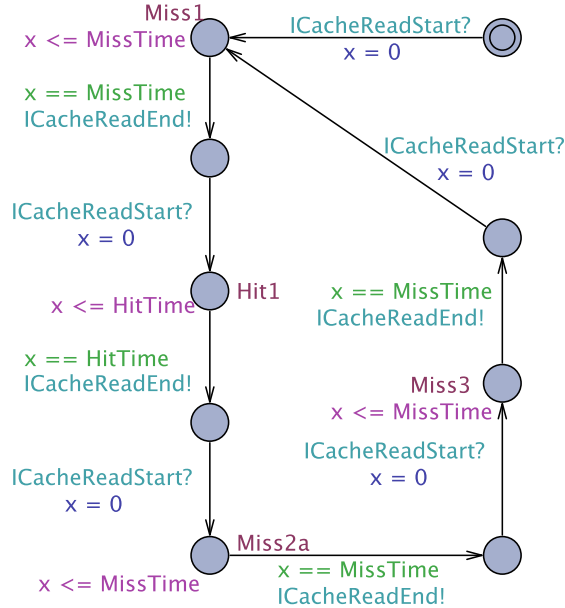 Miss1
x <= MissTime
ICacheReadStart?
x = 0
x == MissTime
ICacheReadEnd!
ICacheReadStart?
x = 0
ICacheReadStart?
x = 0
x <= HitTime
Hit1
x == MissTime
ICacheReadEnd!
x == HitTime
ICacheReadEnd!
Miss3
x <= MissTime
ICacheReadStart?
x = 0
ICacheReadStart?
x = 0
Miss2a
x <= MissTime
x == MissTime
ICacheReadEnd!